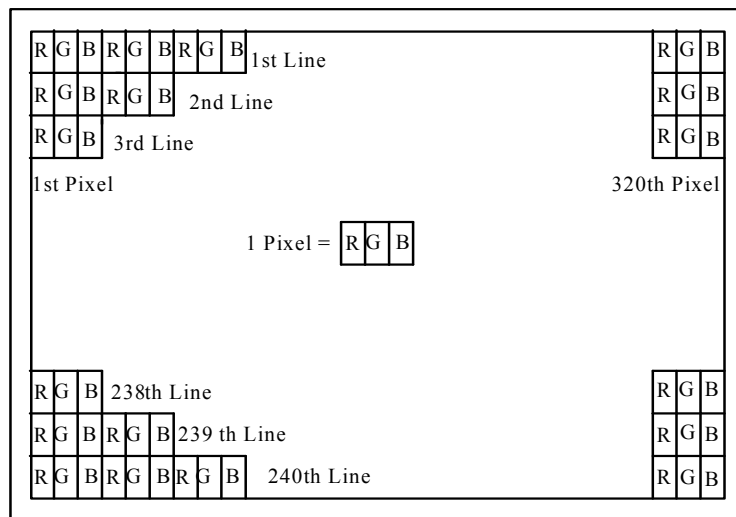 R G B R G B R G B 1st Line R G B
R G B R G B 2nd Line R G B
R G B 3rd Line R G B
1st Pixel 320th Pixel
1 Pixel = R G B
R G B 238th Line R G B
R G B R G B 239 th Line R G B
R G B R G B R G B 240th Line R G B